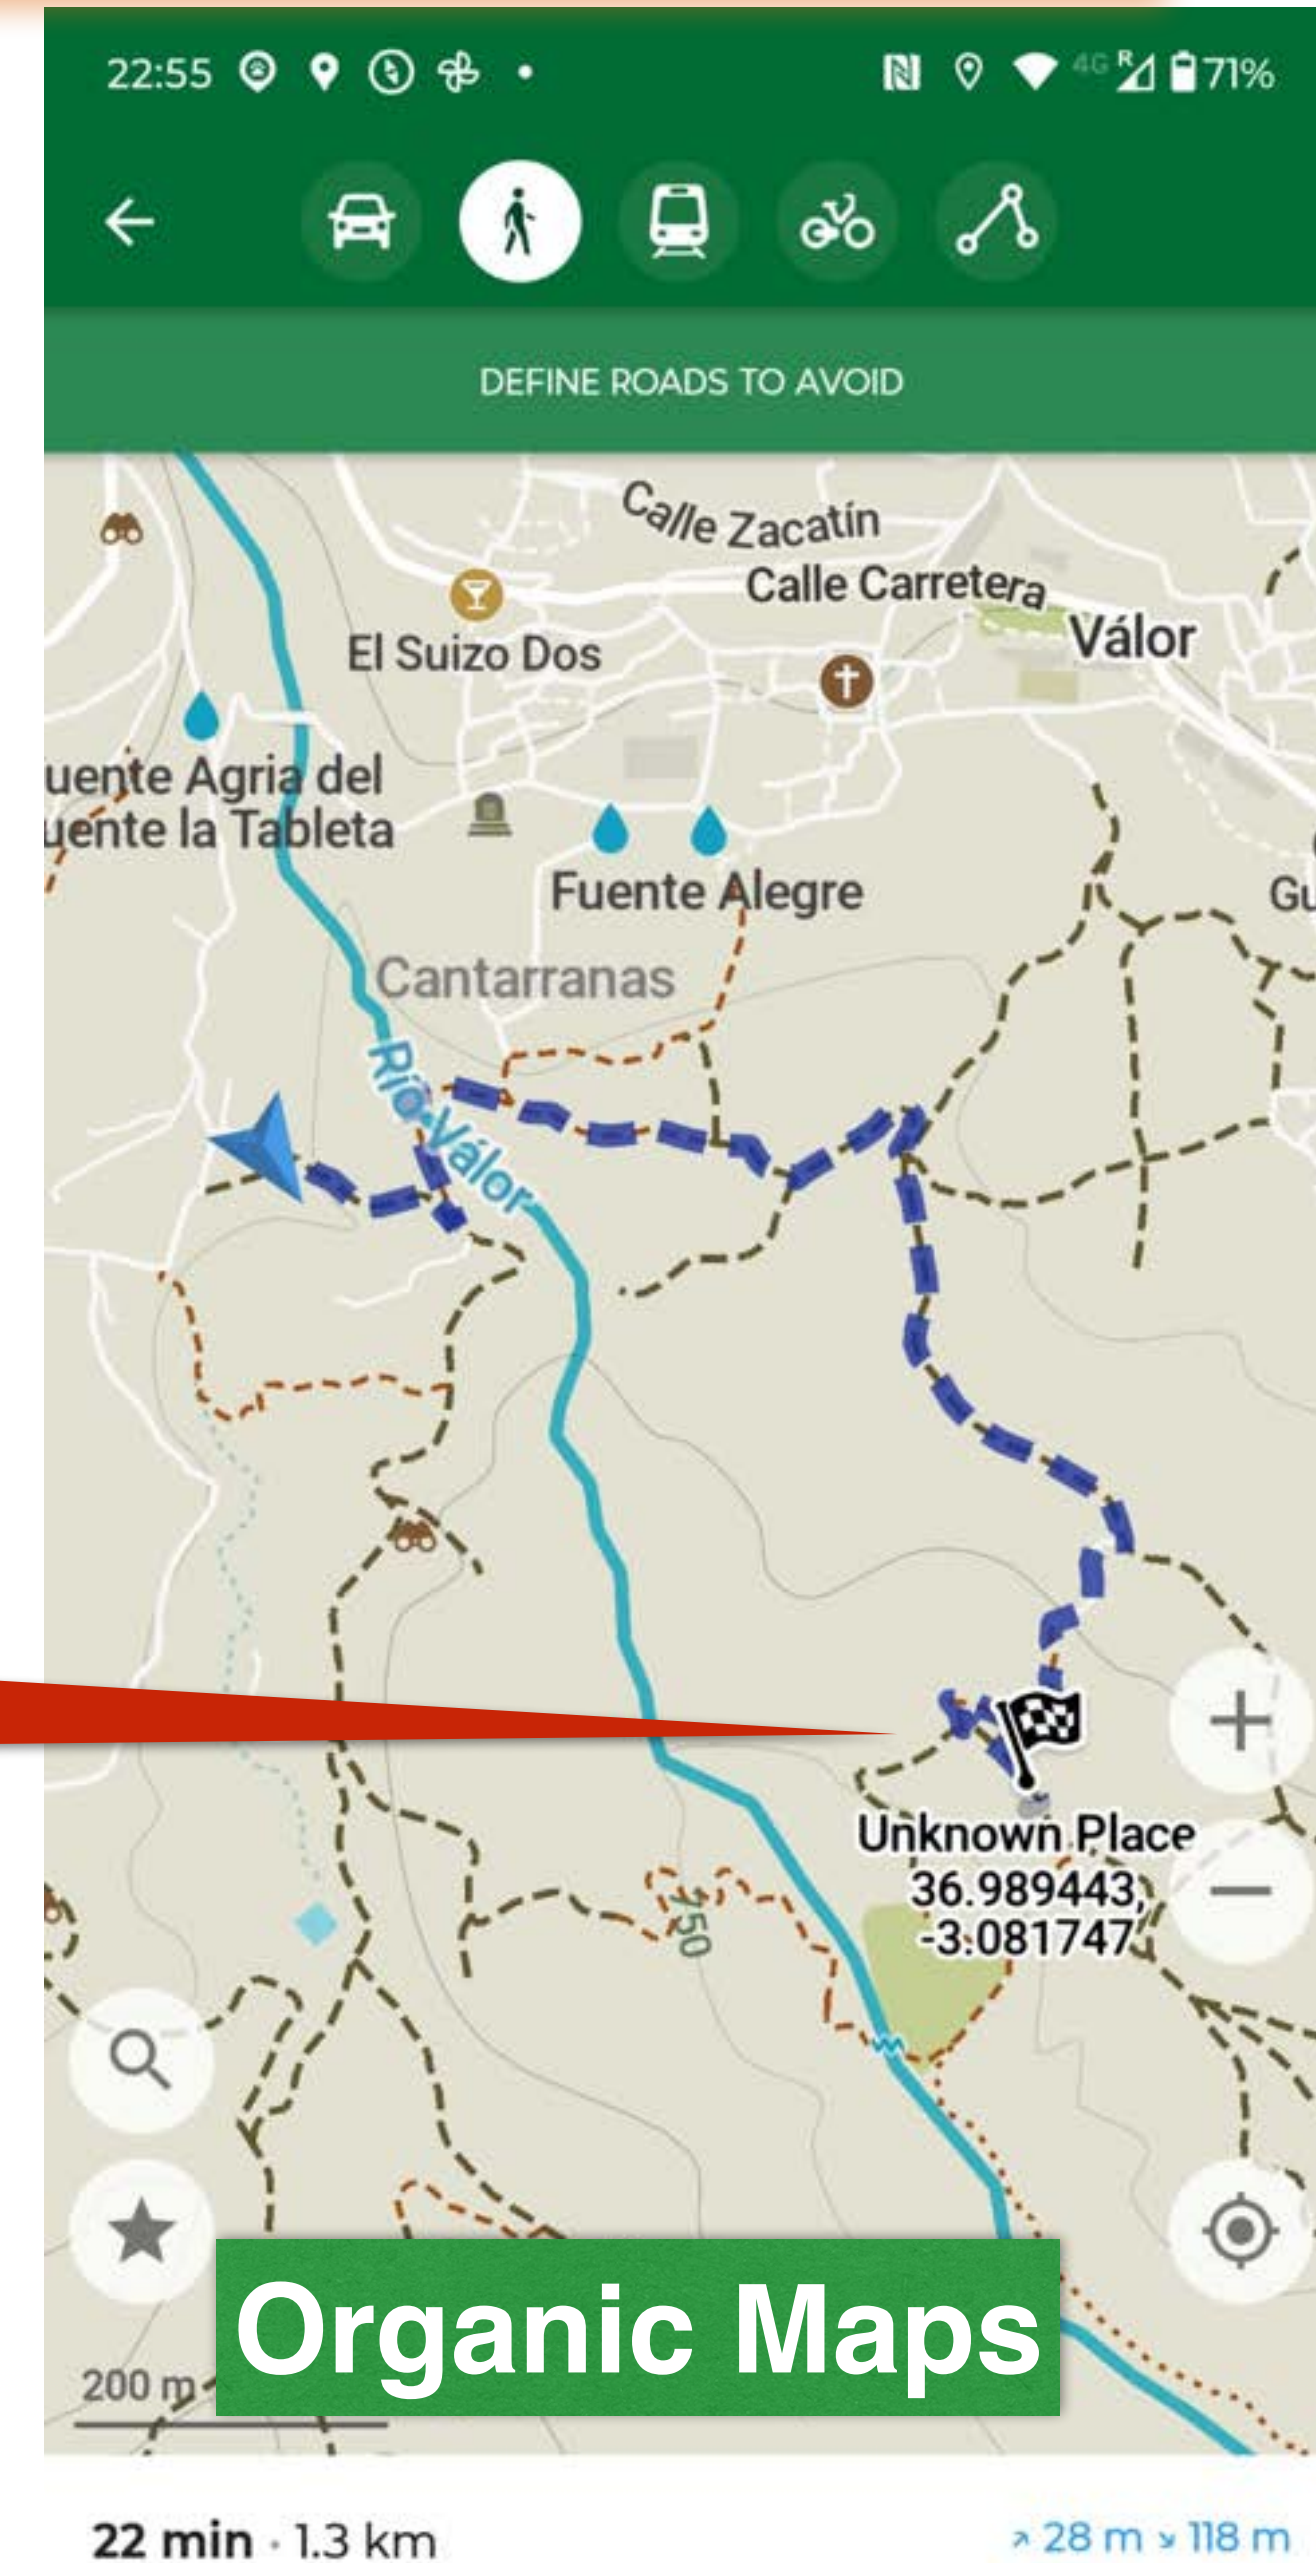 22:55
4G R 71%
DEFINE ROADS TO AVOID
Calle Zacatín
Calle Carretera
Válor
El Suizo Dos
uente Agria del
uente la Tableta
Fuente Alegre
Gu
Cantarranas
Río Válor
Unknown Place
36.989443,
-3.081747
750
Organic Maps
200 m
22 min · 1.3 km
↗ 28 m ↘ 118 m